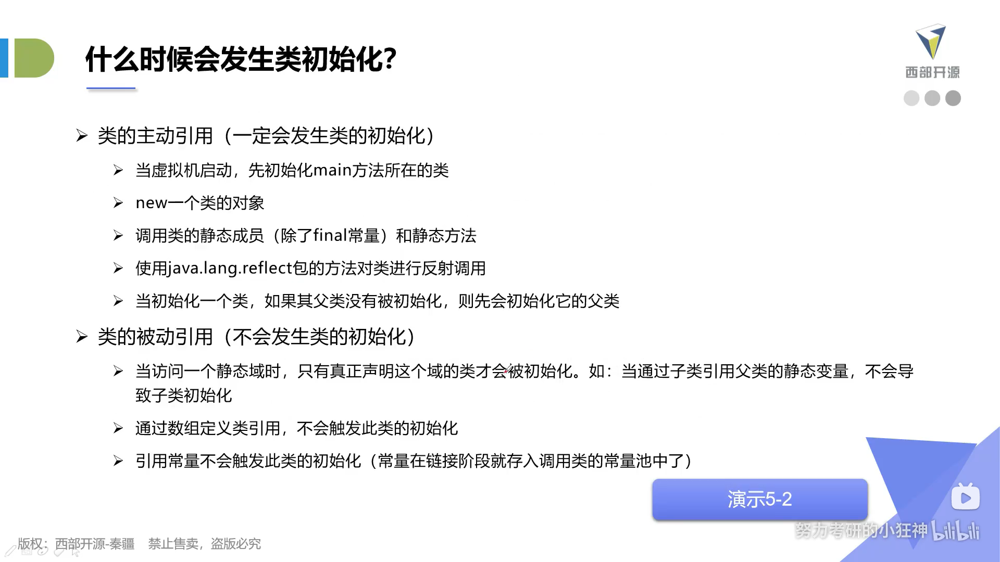 什么时候会发生类初始化？
西部开源
类的主动引用（一定会发生类的初始化）
当虚拟机启动，先初始化main方法所在的类
new一个类的对象
调用类的静态成员（除了final常量）和静态方法
使用java.lang.reflect包的方法对类进行反射调用
当初始化一个类，如果其父类没有被初始化，则先会初始化它的父类
类的被动引用（不会发生类的初始化）
当访问一个静态域时，只有真正声明这个域的类才会被初始化。如：当通过子类引用父类的静态变量，不会导
致子类初始化
通过数组定义类引用，不会触发此类的初始化
引用常量不会触发此类的初始化（常量在链接阶段就存入调用类的常量池中了）
演示5-2
努力考研的小狂神 bilibili
版权：西部开源-秦疆 禁止售卖，盗版必究